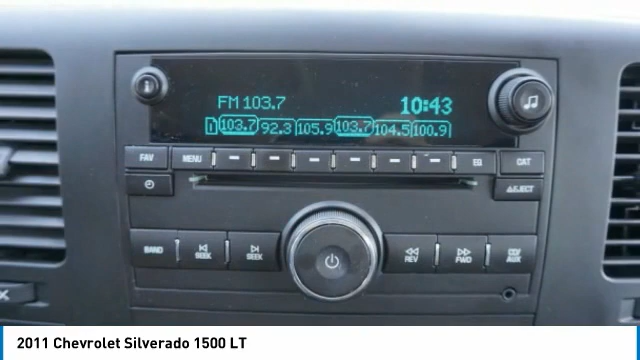 FM 103.7 10:43
1 103.7 92.3 105.9 103.7 104.5 100.9
FAV MENU EQ CAT
EJECT
BAND SEEK SEEK REV FWD CD/AUX
2011 Chevrolet Silverado 1500 LT